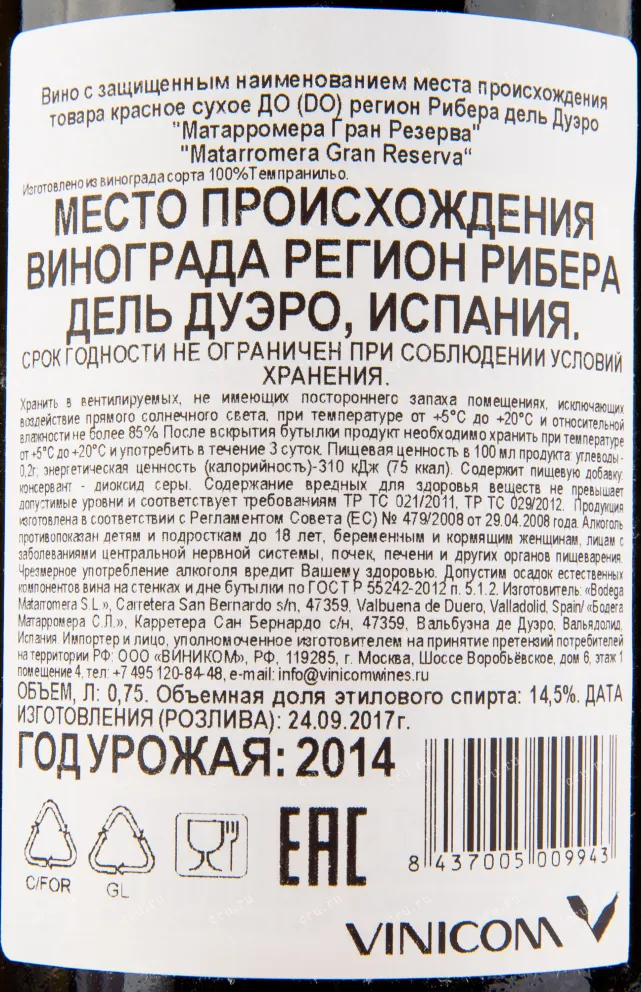 Вино с защищенным наименованием места происхождения
товара красное сухое ДО (DO) регион Рибера дель Дуэро
"Матарромера Гран Резерва"
"Matarromera Gran Reserva“
Изготовлено из винограда сорта 100%Темпранильо.
МЕСТО ПРОИСХОЖДЕНИЯ
ВИНОГРАДА РЕГИОН РИБЕРА
ДЕЛЬ ДУЭРО, ИСПАНИЯ.
СРОК ГОДНОСТИ НЕ ОГРАНИЧЕН ПРИ СОБЛЮДЕНИИ УСЛОВИЙ
ХРАНЕНИЯ.
Хранить в вентилируемых, не имеющих постороннего запаха помещениях, исключающих
воздействие прямого солнечного света, при температуре от +5°С до +20°С и относительной
влажности не более 85% После вскрытия бутылки продукт необходимо хранить при температуре
от +5°С до +20°С и употребить в течение 3 суток. Пищевая ценность в 100 мл продукта: углеводы-
0,2г; энергетическая ценность (калорийность)-310 кДж (75 ккал). Содержит пищевую добавку:
консервант - диоксид серы. Содержание вредных для здоровья веществ не превышает
допустимые уровни и соответствует требованиям ТР ТС 021/2011, ТР ТС 029/2012. Продукция
изготовлена в соответствии с Регламентом Совета (ЕС) № 479/2008 от 29.04.2008 года. Алкоголь
противопоказан детям и подросткам до 18 лет, беременным и кормящим женщинам, лицам с
заболеваниями центральной нервной системы, почек, печени и других органов пищеварения.
Чрезмерное употребление алкоголя вредит Вашему здоровью. Допустим осадок естественных
компонентов вина на стенках и дне бутылки по ГОСТ Р 55242-2012 п. 5.1.2. Изготовитель: «Bodega
Matarromera S.L.», Carretera San Bernardo s/n, 47359, Valbuena de Duero, Valladolid, Spain/ «Бодега
Матарромера С.Л.», Карретера Сан Бернардо с/н, 47359, Вальбуэна де Дуэро, Вальядолид,
Испания Импортер и лицо, уполномоченное изготовителем на принятие претензий потребителей
на территории РФ: ООО «ВИНИКОМ», РФ, 119285, г. Москва, Шоссе Воробьёвское, дом 6, этаж 1
помещение 4, тел: +7 495 120-84-48, e-mail: info@vinicomwines.ru
ОБЪЕМ, Л: 0,75. Объемная доля этилового спирта: 14,5%. ДАТА
ИЗГОТОВЛЕНИЯ (РОЗЛИВА): 24.09.2017г.
ГОД УРОЖАЯ: 2014
C/FOR
GL
EAC
8 437005 009943
VINICOM